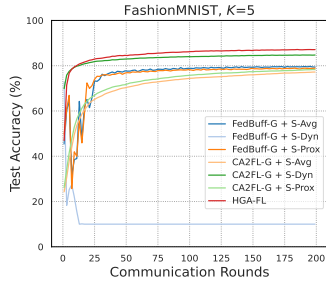 FashionMNIST, K=5
Test Accuracy (%)
100
80
60
40
20
0
FedBuff-G + S-Avg
FedBuff-G + S-Dyn
FedBuff-G + S-Prox
CA2FL-G + S-Avg
CA2FL-G + S-Dyn
CA2FL-G + S-Prox
HGA-FL
0 25 50 75 100 125 150 175 200
Communication Rounds